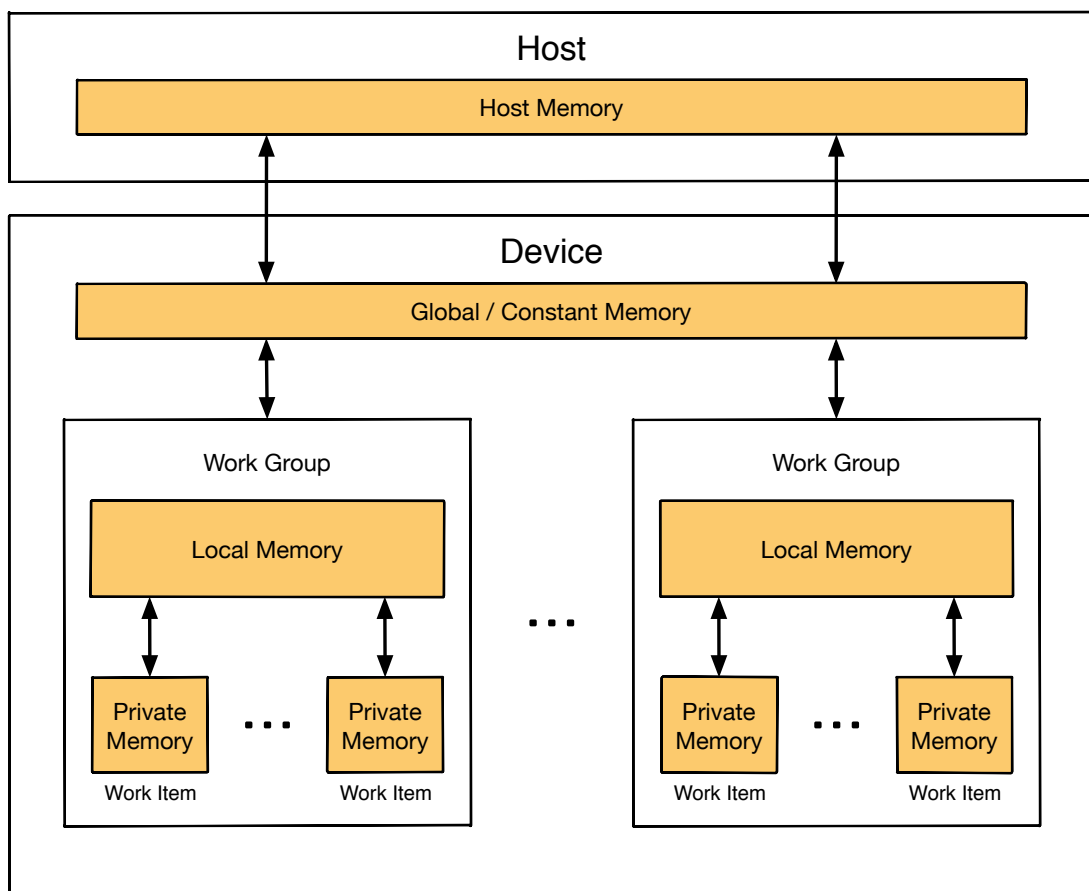 Host
Host Memory
Device
Global / Constant Memory
Work Group
Local Memory
Private
Memory
Work Item
...
Private
Memory
Work Item
...
Work Group
Local Memory
Private
Memory
Work Item
...
Private
Memory
Work Item